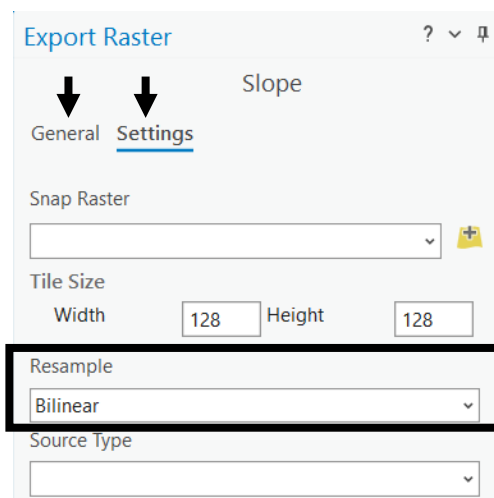 Export Raster ?
Slope
General Settings
Snap Raster
Tile Size
Width 128 Height 128
Resample
Bilinear
Source Type